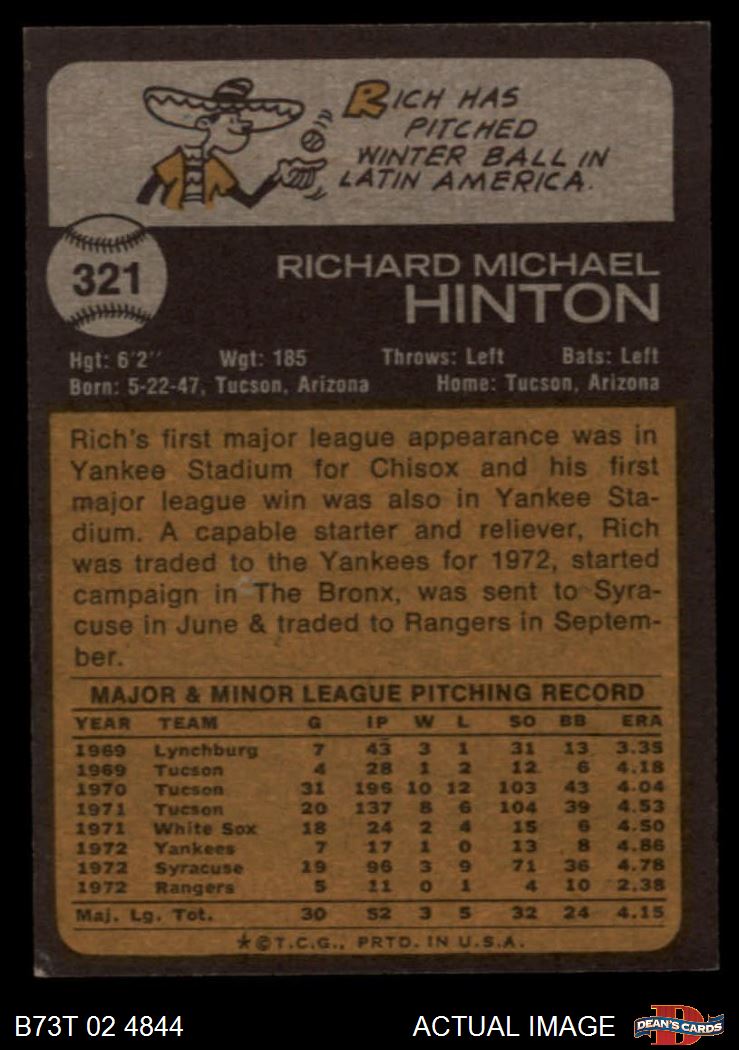 RICH HAS
PITCHED
WINTER BALL IN
LATIN AMERICA.
321
RICHARD MICHAEL
HINTON
Hgt: 6'2" Wgt: 185 Throws: Left Bats: Left
Born: 5-22-47, Tucson, Arizona Home: Tucson, Arizona
Rich's first major league appearance was in
Yankee Stadium for Chisox and his first
major league win was also in Yankee Sta-
dium. A capable starter and reliever, Rich
was traded to the Yankees for 1972, started
campaign in The Bronx, was sent to Syra-
cuse in June & traded to Rangers in Septem-
ber.
MAJOR & MINOR LEAGUE PITCHING RECORD
YEAR TEAM G IP W L SO BB ERA
1969 Lynchburg 7 43 3 1 31 13 3.35
1969 Tucson 4 28 1 2 12 6 4.18
1970 Tucson 31 196 10 12 103 43 4.04
1971 Tucson 20 137 8 6 104 39 4.53
1971 White Sox 18 24 2 4 15 6 4.50
1972 Yankees 7 17 1 0 13 8 4.86
1972 Syracuse 19 96 3 9 71 36 4.78
1972 Rangers 5 11 0 1 4 10 2.38
Maj. Lg. Tot. 30 52 3 5 32 24 4.15
★©T.C.G., PRTD. IN U.S.A.
B73T 02 4844 ACTUAL IMAGE
D
DEAN'S CARDS